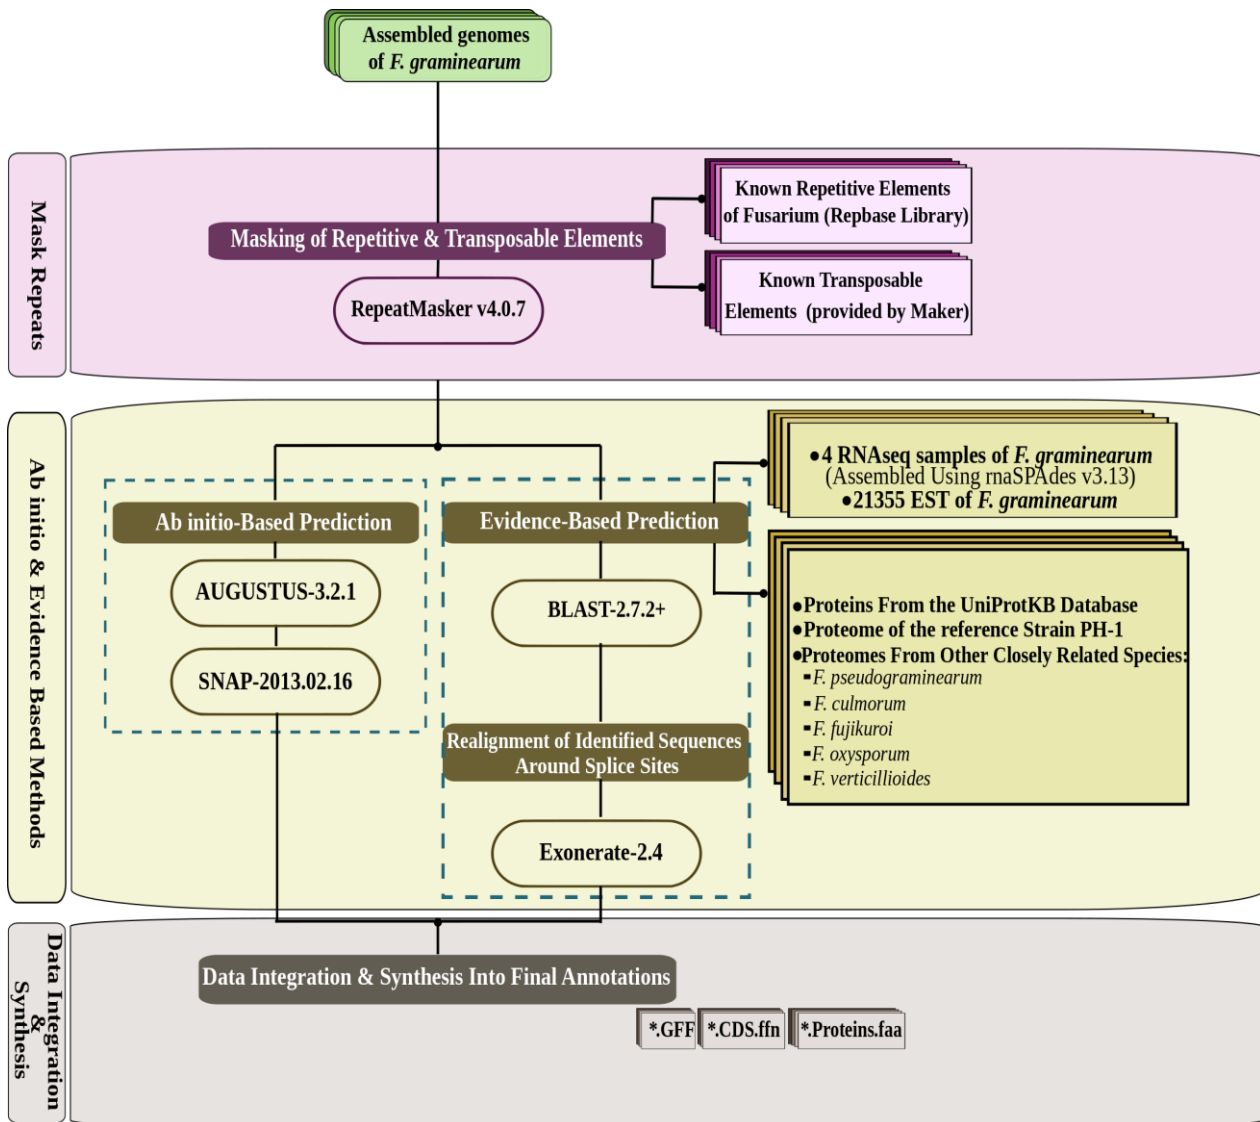 Assembled genomes
of F. graminearum
Mask Repeats
Masking of Repetitive & Transposable Elements
RepeatMasker v4.0.7
Known Repetitive Elements
of Fusarium (Repbase Library)
Known Transposable
Elements (provided by Maker)
Ab initio & Evidence Based Methods
Ab initio-Based Prediction
AUGUSTUS-3.2.1
SNAP-2013.02.16
Evidence-Based Prediction
BLAST-2.7.2+
Realignment of Identified Sequences
Around Splice Sites
Exonerate-2.4
●4 RNAseq samples of F. graminearum
(Assembled Using rnaSPAdes v3.13)
●21355 EST of F. graminearum
●Proteins From the UniProtKB Database
●Proteome of the reference Strain PH-1
●Proteomes From Other Closely Related Species:
▪F. pseudograminearum
▪F. culmorum
▪F. fujikuroi
▪F. oxysporum
▪F. verticillioides
Data Integration
&
Synthesis
Data Integration & Synthesis Into Final Annotations
*.GFF
*.CDS.ffn
*.Proteins.faa